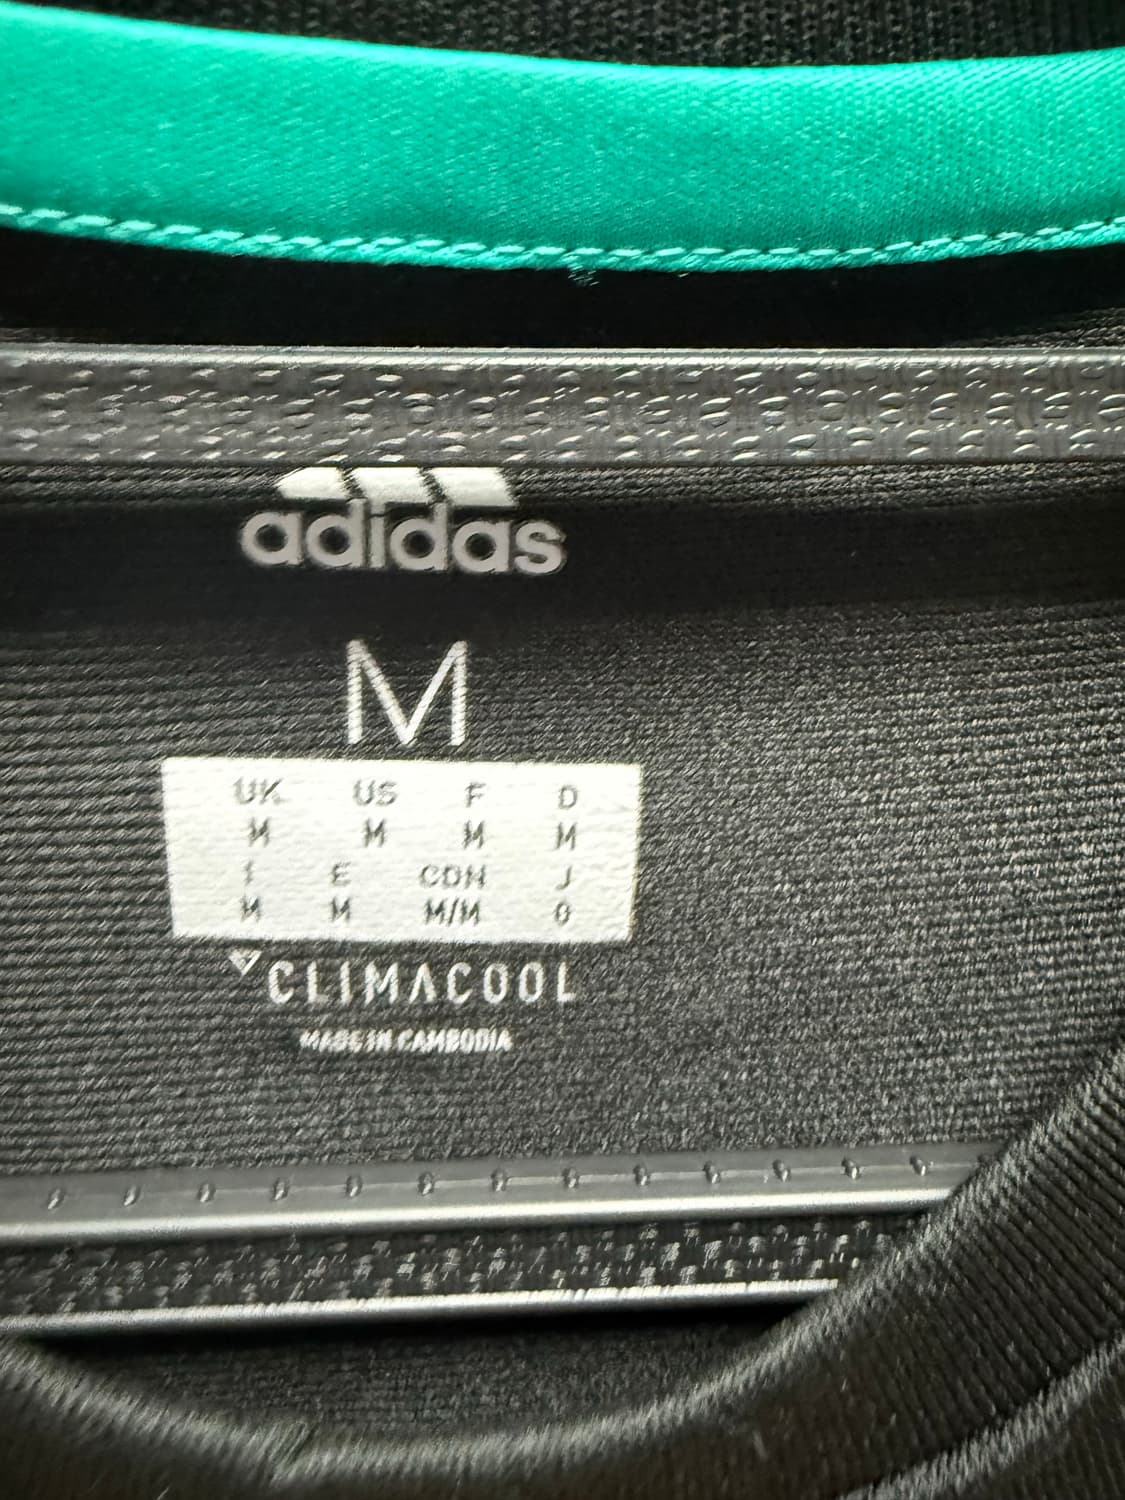 adidas
M
UK US F D
M M M M
I E CDN J
M M M/M O
CLIMACOOL
MADE IN CAMBODIA